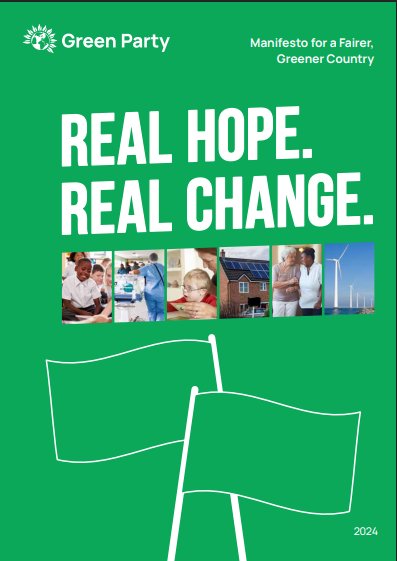 Green Party
Manifesto for a Fairer,
Greener Country
REAL HOPE.
REAL CHANGE.
2024